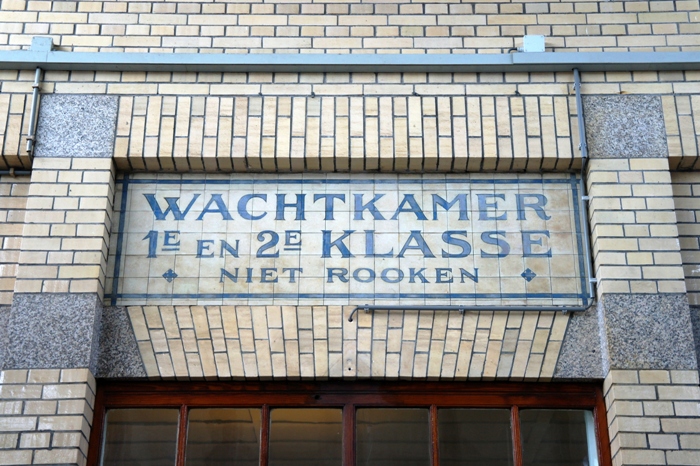 WACHTKAMER
1E EN 2E KLASSE
NIET ROOKEN